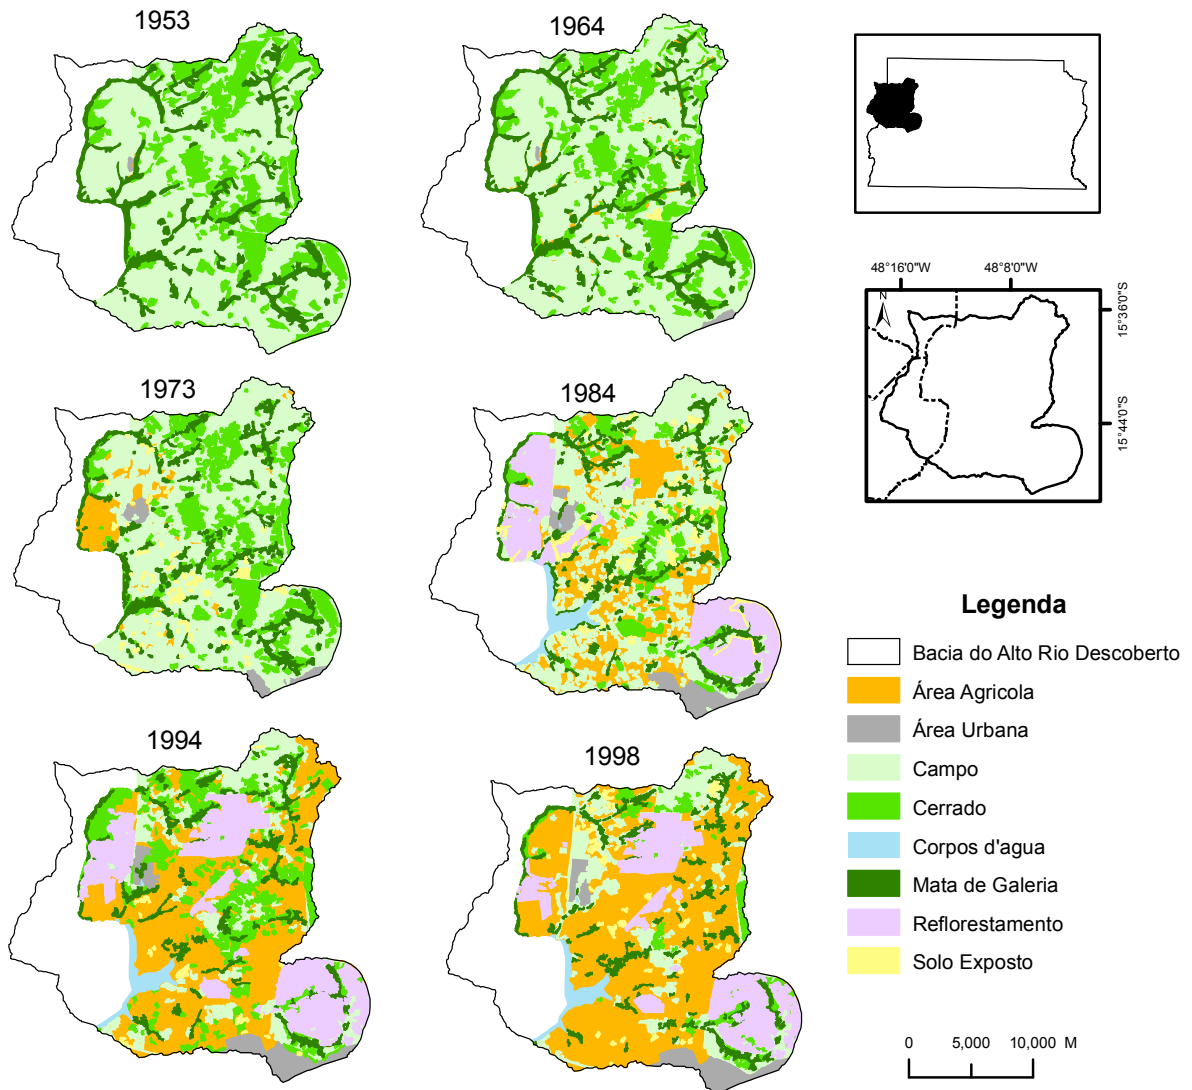 1953
1964
48°16'0"W
48°8'0"W
N
15°36'0"S
15°44'0"S
1973
1984
1994
1998
Legenda
Bacia do Alto Rio Descoberto
Área Agricola
Área Urbana
Campo
Cerrado
Corpos d'agua
Mata de Galeria
Reflorestamento
Solo Exposto
0 5,000 10,000 M